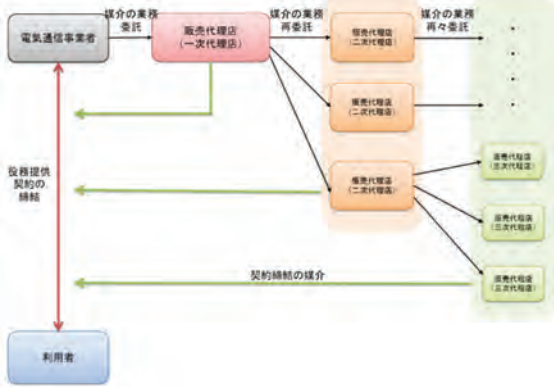 媒介の業務
委託
媒介の業務
再委託
媒介の業務
再々委託
電気通信事業者
販売代理店
(一次代理店)
販売代理店
(二次代理店)
販売代理店
(二次代理店)
販売代理店
(二次代理店)
販売代理店
(三次代理店)
販売代理店
(三次代理店)
販売代理店
(三次代理店)
役務提供
契約の
締結
契約締結の媒介
利用者